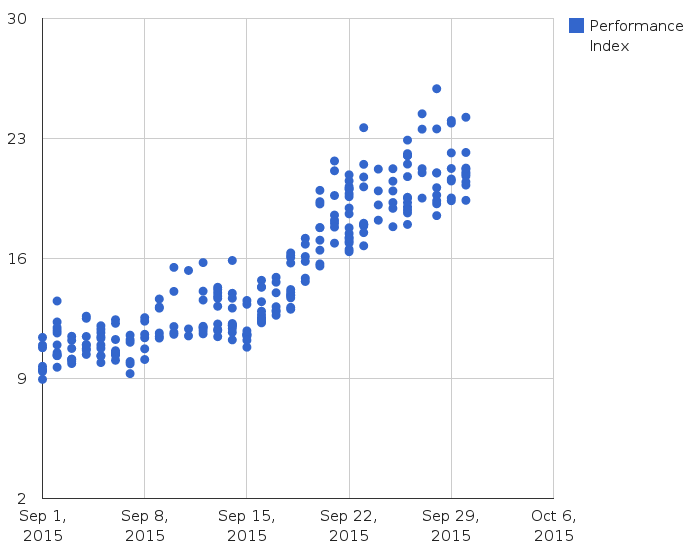 30
23
16
9
2
Sep 1,
2015
Sep 8,
2015
Sep 15,
2015
Sep 22,
2015
Sep 29,
2015
Oct 6,
2015
Performance
Index